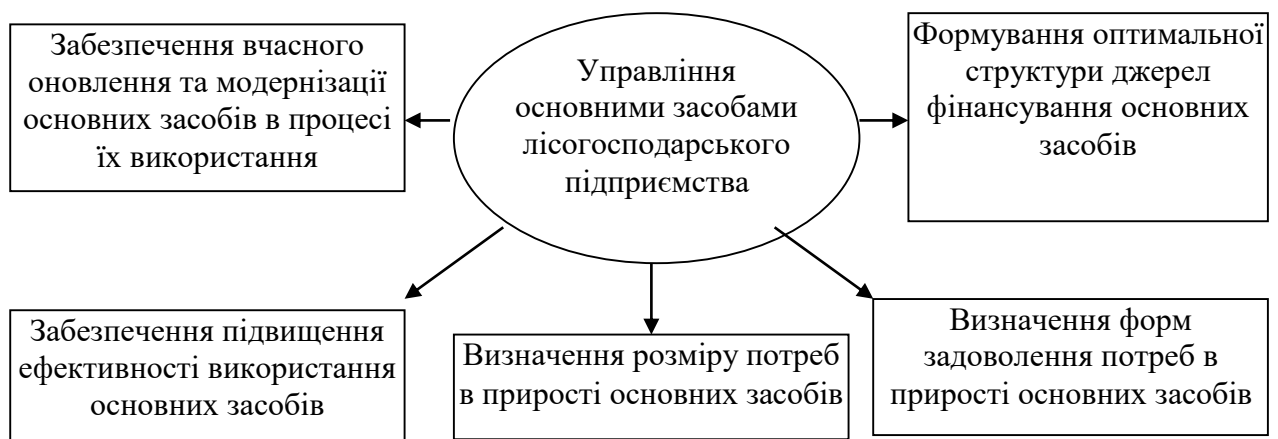 Забезпечення вчасного
оновлення та модернізації
основних засобів в процесі
їх використання
Управління
основними засобами
лісогосподарського
підприємства
Формування оптимальної
структури джерел
фінансування основних
засобів
Забезпечення підвищення
ефективності використання
основних засобів
Визначення розміру потреб
в прирості основних засобів
Визначення форм
задоволення потреб в
прирості основних засобів